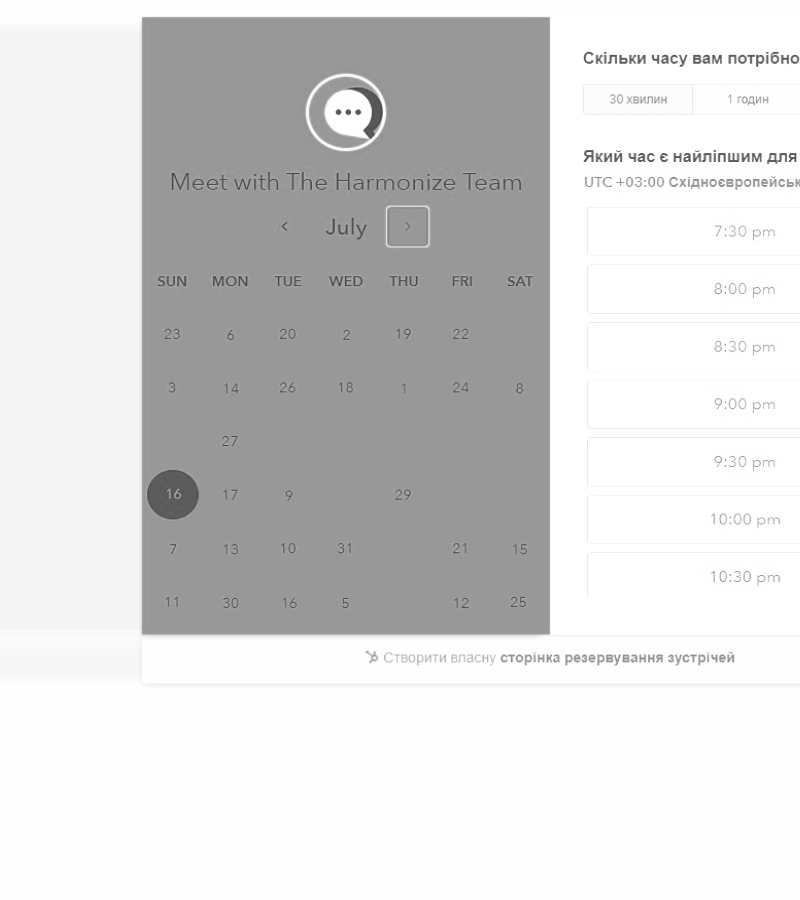 Meet with The Harmonize Team
July
SUN MON TUE WED THU FRI SAT
23 6 20 2 19 22
3 14 26 18 1 24 8
27
16 17 9 29
7 13 10 31 21 15
11 30 16 5 12 25
Скільки часу вам потрібно
30 хвилин 1 годин
Який час є найліпшим для
UTC +03:00 Східноєвропейськ
7:30 pm
8:00 pm
8:30 pm
9:00 pm
9:30 pm
10:00 pm
10:30 pm
Створити власну сторінка резервування зустрічей